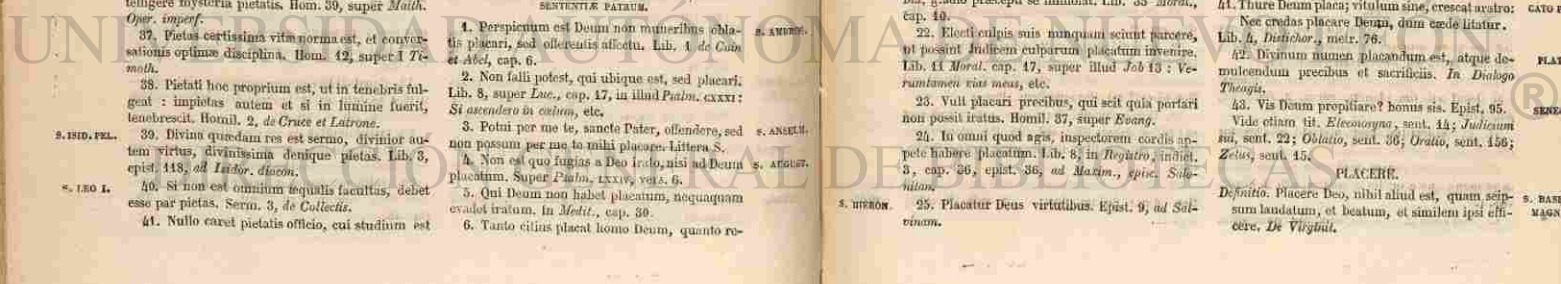 telligere mysteria pietatis. Hom. 39, super Matth.
Oper. imperf.
37. Pietas certissima vitæ norma est, et conver-
sationis optimæ disciplina. Hom. 12, super I Ti-
moth.
38. Pietati hoc proprium est, ut in tenebris ful-
geat : impietas autem et si in lumine fuerit,
tenebrescit. Homil. 2, de Cruce et Latrone.
S. ISID. PEL.
39. Divina quædam res est sermo, divinior au-
tem virtus, divinissima denique pietas. Lib. 3,
epist. 118, ad Isidor. diacon.
S. LEO I.
40. Si non est omnium æqualis facultas, debet
esse par pietas. Serm. 3, de Collectis.
41. Nullo caret pietatis officio, cui studium est
SENTENTIÆ PATRUM.
1. Perspicuum est Deum non muneribus obla-
tis placari, sed offerentis affectu. Lib. 1 de Cain
et Abel, cap. 6.
S. AMBROS.
2. Non falli potest, qui ubique est, sed placari.
Lib. 8, super Luc., cap. 17, in illud Psalm. CXXXI :
Si ascendero in cœlum, etc.
3. Potui per me te, sancte Pater, offendere, sed
non possum per me te mihi placare. Littera S.
S. ANSELM.
4. Non est quo fugias a Deo irato, nisi ad Deum
placatum. Super Psalm. LXXIV, vers. 6.
S. AUGUST.
5. Qui Deum non habet placatum, nequaquam
evadet iratum. In Medit., cap. 30.
6. Tanto citius placat homo Deum, quanto re-
cap. 10.
22. Electi culpis suis nunquam sciunt parcere,
ut possint Judicem culparum placatum invenire.
Lib. 11 Moral. cap. 17, super illud Job 13 : Ve-
rumtamen vias meas, etc.
23. Vult placari precibus, qui scit quia portari
non possit iratus. Homil. 37, super Evang.
24. In omni quod agis, inspectorem cordis ap-
pete habere placatum. Lib. 8, in Registro, indict.
3, cap. 36, epist. 36, ad Maxim., episc. Salo-
nitan.
S. HIERON.
25. Placatur Deus virtutibus. Epist. 9, ad Sal-
vinam.
41. Thure Deum placa; vitulum sine, crescat aratro;
Nec credas placare Deum, dum cæde litatur.
Lib. 4, Distichor., metr. 76.
CATO
42. Divinum numen placandum est, atque de-
mulcendum precibus et sacrificiis. In Dialogo
Theagis.
PLAT
43. Vis Deum propitiare? bonus sis. Epist. 95.
SENE
Vide etiam tit. Eleemosyna, sent. 14; Judicium
sui, sent. 22; Oblatio, sent. 36; Oratio, sent. 156;
Zelus, sent. 15.
PLACERE.
Definitio. Placere Deo, nihil aliud est, quam seip-
sum laudatum, et beatum, et similem ipsi effi-
cere. De Virginit.
S. BASI
MAGN
UNIVERSIDAD AUTÓNOMA DE NUEVO LEÓN
®
DIRECCIÓN GENERAL DE BIBLIOTECAS